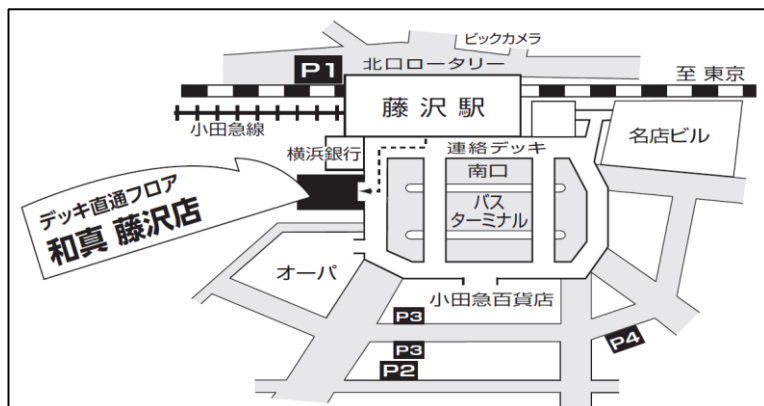 ビックカメラ
P1
北口ロータリー
至 東京
藤沢駅
小田急線
名店ビル
横浜銀行
連絡デッキ
南口
デッキ直通フロア
和真 藤沢店
バス
ターミナル
オーパ
小田急百貨店
P3
P4
P3
P2